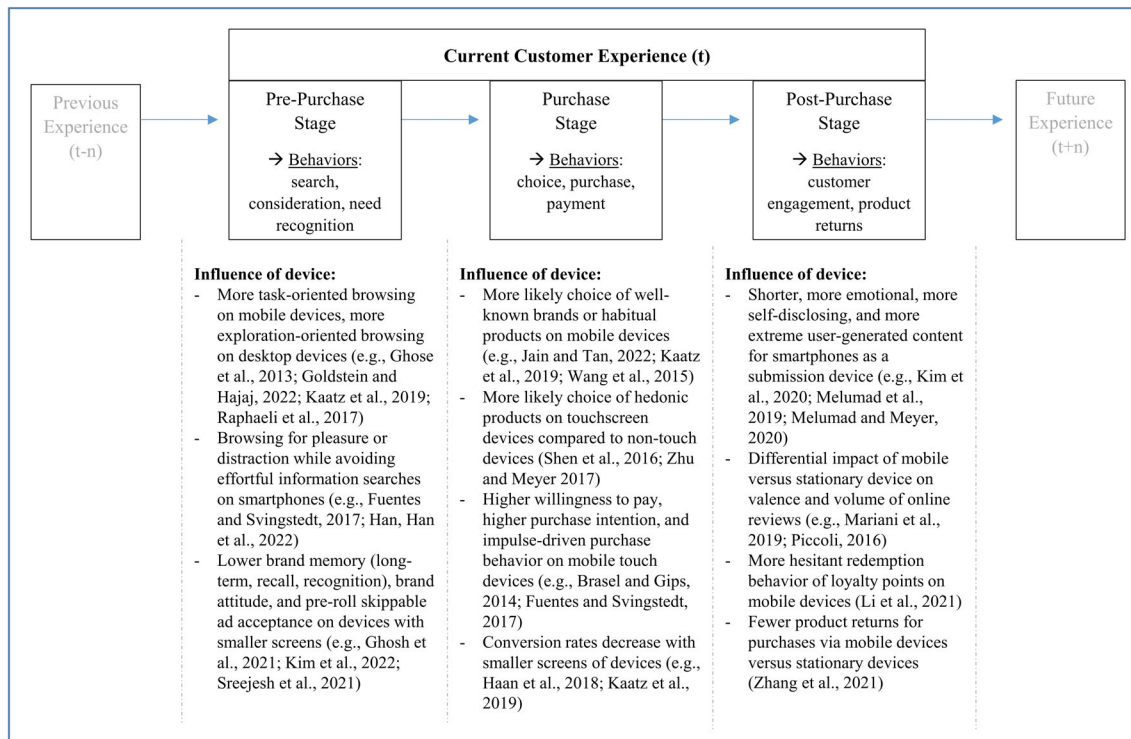 Current Customer Experience (t)
Previous
Experience
(t-n)
Pre-Purchase
Stage
→ Behaviors:
search,
consideration, need
recognition
Purchase
Stage
→ Behaviors:
choice, purchase,
payment
Post-Purchase
Stage
→ Behaviors:
customer
engagement, product
returns
Future
Experience
(t+n)
Influence of device:
- More task-oriented browsing
on mobile devices, more
exploration-oriented browsing
on desktop devices (e.g., Ghose
et al., 2013; Goldstein and
Hajaj, 2022; Kaatz et al., 2019;
Raphaeli et al., 2017)
- Browsing for pleasure or
distraction while avoiding
effortful information searches
on smartphones (e.g., Fuentes
and Svingstedt, 2017; Han, Han
et al., 2022)
- Lower brand memory (long-
term, recall, recognition), brand
attitude, and pre-roll skippable
ad acceptance on devices with
smaller screens (e.g., Ghosh et
al., 2021; Kim et al., 2022;
Sreejesh et al., 2021)
Influence of device:
- More likely choice of well-
known brands or habitual
products on mobile devices
(e.g., Jain and Tan, 2022; Kaatz
et al., 2019; Wang et al., 2015)
- More likely choice of hedonic
products on touchscreen
devices compared to non-touch
devices (Shen et al., 2016; Zhu
and Meyer 2017)
- Higher willingness to pay,
higher purchase intention, and
impulse-driven purchase
behavior on mobile touch
devices (e.g., Brasel and Gips,
2014; Fuentes and Svingstedt,
2017)
- Conversion rates decrease with
smaller screens of devices (e.g.,
Haan et al., 2018; Kaatz et al.,
2019)
Influence of device:
- Shorter, more emotional, more
self-disclosing, and more
extreme user-generated content
for smartphones as a
submission device (e.g., Kim et
al., 2020; Melumad et al.,
2019; Melumad and Meyer,
2020)
- Differential impact of mobile
versus stationary device on
valence and volume of online
reviews (e.g., Mariani et al.,
2019; Piccoli, 2016)
- More hesitant redemption
behavior of loyalty points on
mobile devices (Li et al., 2021)
- Fewer product returns for
purchases via mobile devices
versus stationary devices
(Zhang et al., 2021)